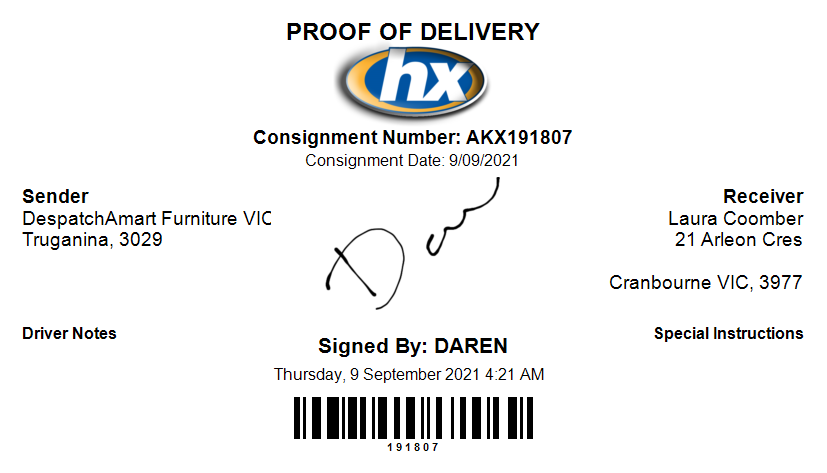 PROOF OF DELIVERY
hx
Consignment Number: AKX191807
Consignment Date: 9/09/2021
Sender
DespatchAmart Furniture VIC
Truganina, 3029
Receiver
Laura Coomber
21 Arleon Cres
Cranbourne VIC, 3977
Driver Notes
Special Instructions
Signed By: DAREN
Thursday, 9 September 2021 4:21 AM
191807